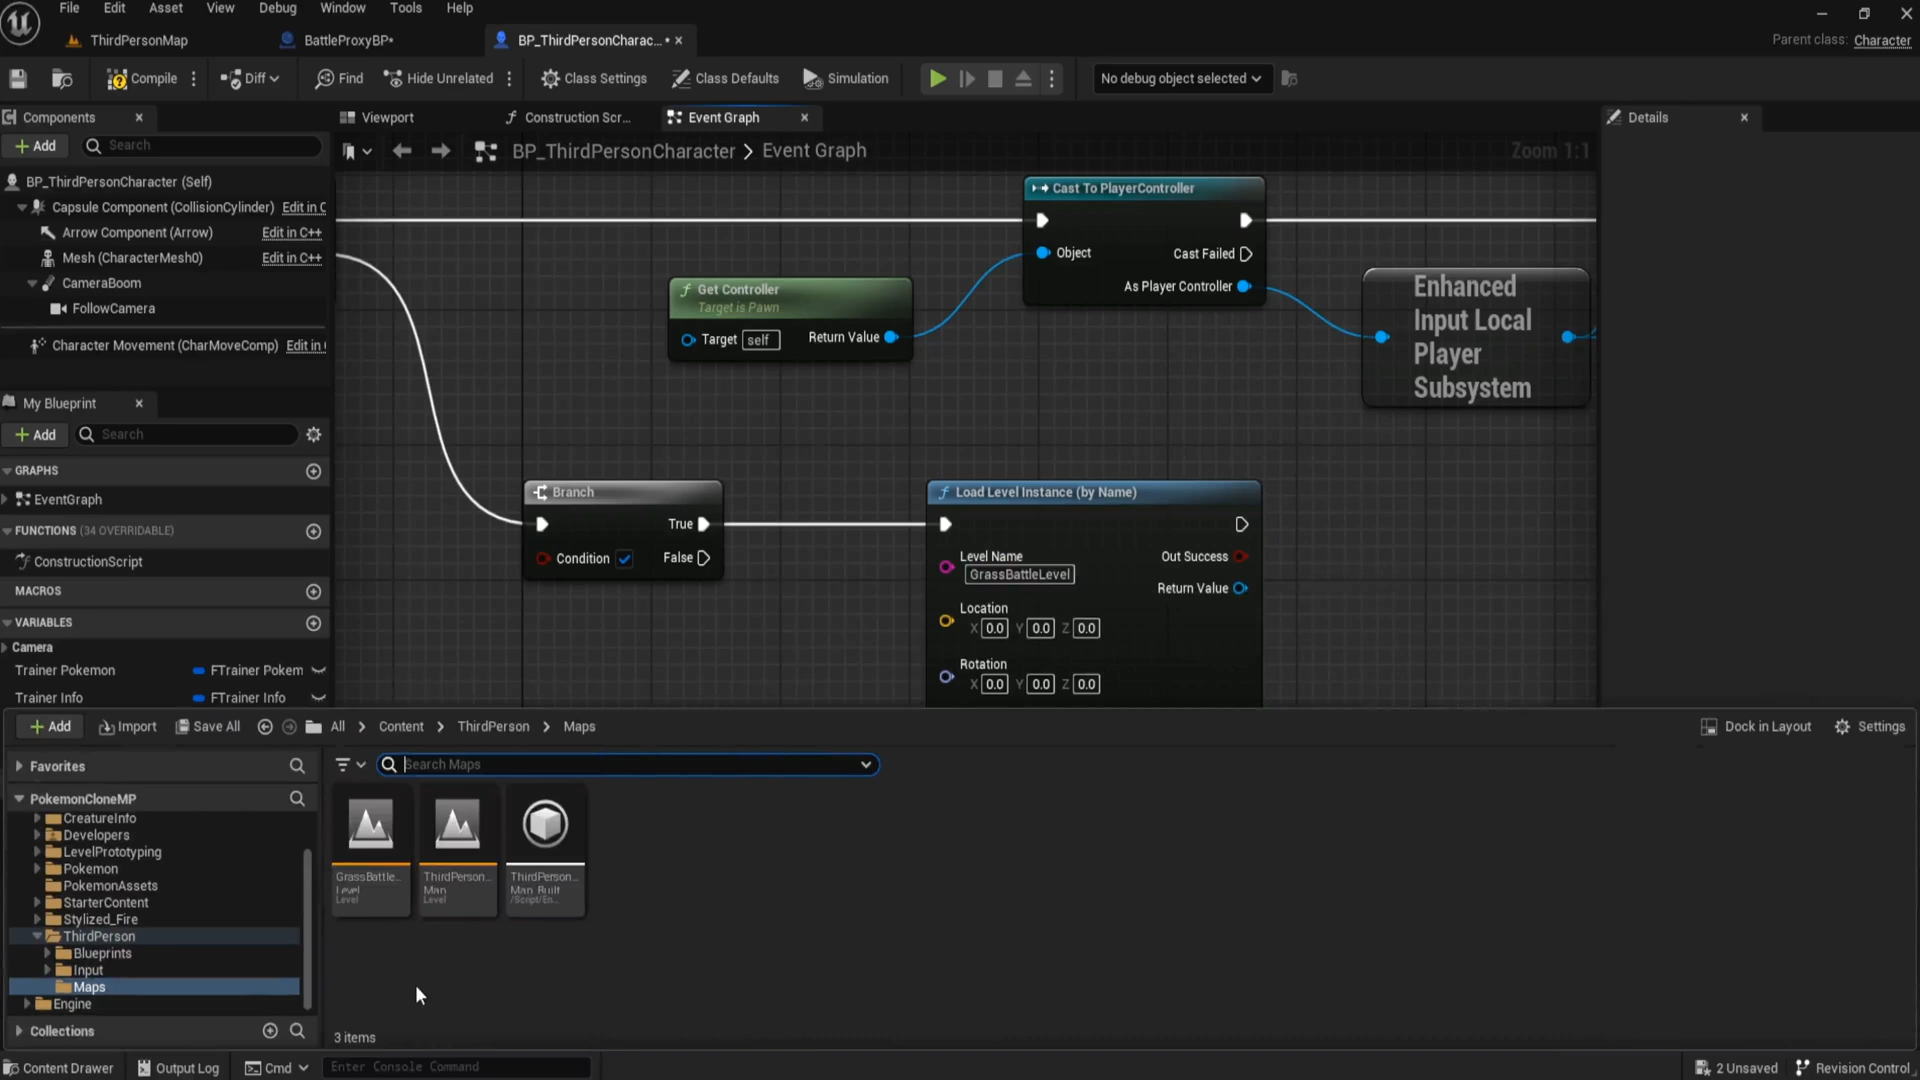 File Edit Asset View Debug Window Tools Help
ThirdPersonMap BattleProxyBP* BP_ThirdPersonCharac... •
Parent class: Character
Compile Diff Find Hide Unrelated Class Settings Class Defaults Simulation No debug object selected
Components
Viewport Construction Scr... Event Graph
Details
Add Search
BP_ThirdPersonCharacter > Event Graph
Zoom 1:1
BP_ThirdPersonCharacter (Self)
Capsule Component (CollisionCylinder) Edit in C
Arrow Component (Arrow) Edit in C++
Mesh (CharacterMesh0) Edit in C++
CameraBoom
FollowCamera
Character Movement (CharMoveComp) Edit in
My Blueprint
Add Search
GRAPHS
EventGraph
FUNCTIONS (34 OVERRIDABLE)
ConstructionScript
MACROS
VARIABLES
Camera
Trainer Pokemon FTrainer Pokem
Trainer Info FTrainer Info
Cast To PlayerController
Object
Cast Failed
As Player Controller
Get Controller
Target is Pawn
Target self Return Value
Enhanced
Input Local
Player
Subsystem
Branch
True
Condition False
Load Level Instance (by Name)
Level Name
GrassBattleLevel
Out Success
Return Value
Location
X 0.0 Y 0.0 Z 0.0
Rotation
X 0.0 Y 0.0 Z 0.0
Add Import Save All All > Content > ThirdPerson > Maps
Dock in Layout Settings
Favorites
Search Maps
PokemonCloneMP
CreatureInfo
Developers
LevelPrototyping
Pokemon
PokemonAssets
StarterContent
Stylized_Fire
ThirdPerson
Blueprints
Input
Maps
Engine
Collections
GrassBattle...
Level
Level
ThirdPerson...
Map
Level
ThirdPerson...
Map_Built
/Script/En...
3 items
Content Drawer Output Log Cmd Enter Console Command
2 Unsaved Revision Control